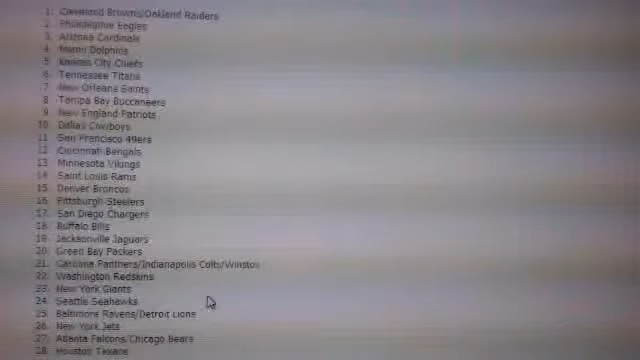 1. Cleveland Browns/Oakland Raiders
2. Philadelphia Eagles
3. Arizona Cardinals
4. Miami Dolphins
5. Kansas City Chiefs
6. Tennessee Titans
7. New Orleans Saints
8. Tampa Bay Buccaneers
9. New England Patriots
10. Dallas Cowboys
11. San Francisco 49ers
12. Cincinnati Bengals
13. Minnesota Vikings
14. Saint Louis Rams
15. Denver Broncos
16. Pittsburgh Steelers
17. San Diego Chargers
18. Buffalo Bills
19. Jacksonville Jaguars
20. Green Bay Packers
21. Carolina Panthers/Indianapolis Colts/Winston
22. Washington Redskins
23. New York Giants
24. Seattle Seahawks
25. Baltimore Ravens/Detroit Lions
26. New York Jets
27. Atlanta Falcons/Chicago Bears
28. Houston Texans